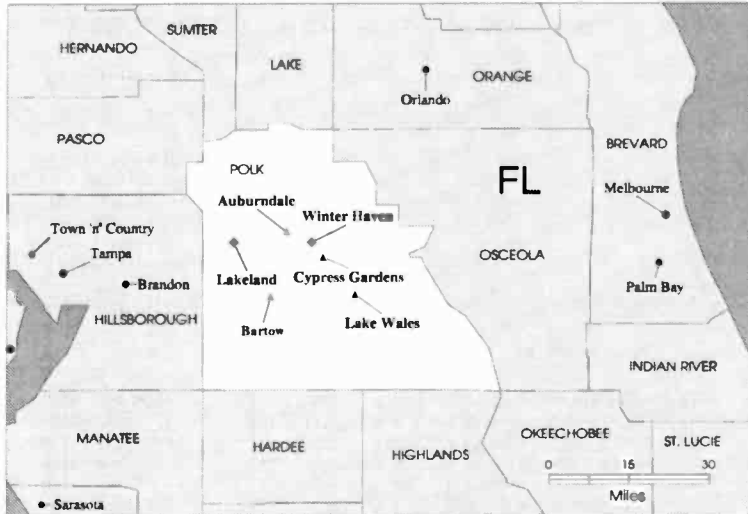 SUMTER
HERNANDO
LAKE
ORANGE
Orlando
PASCO
BREVARD
POLK
FL
Auburndale
Melbourne
Winter Haven
Town 'n' Country
OSCEOLA
Tampa
Brandon
Lakeland
Cypress Gardens
Palm Bay
HILLSBOROUGH
Bartow
Lake Wales
INDIAN RIVER
MANATEE
HARDEE
HIGHLANDS
OKEECHOBEE
ST. LUCIE
0 15 30
Miles
Sarasota